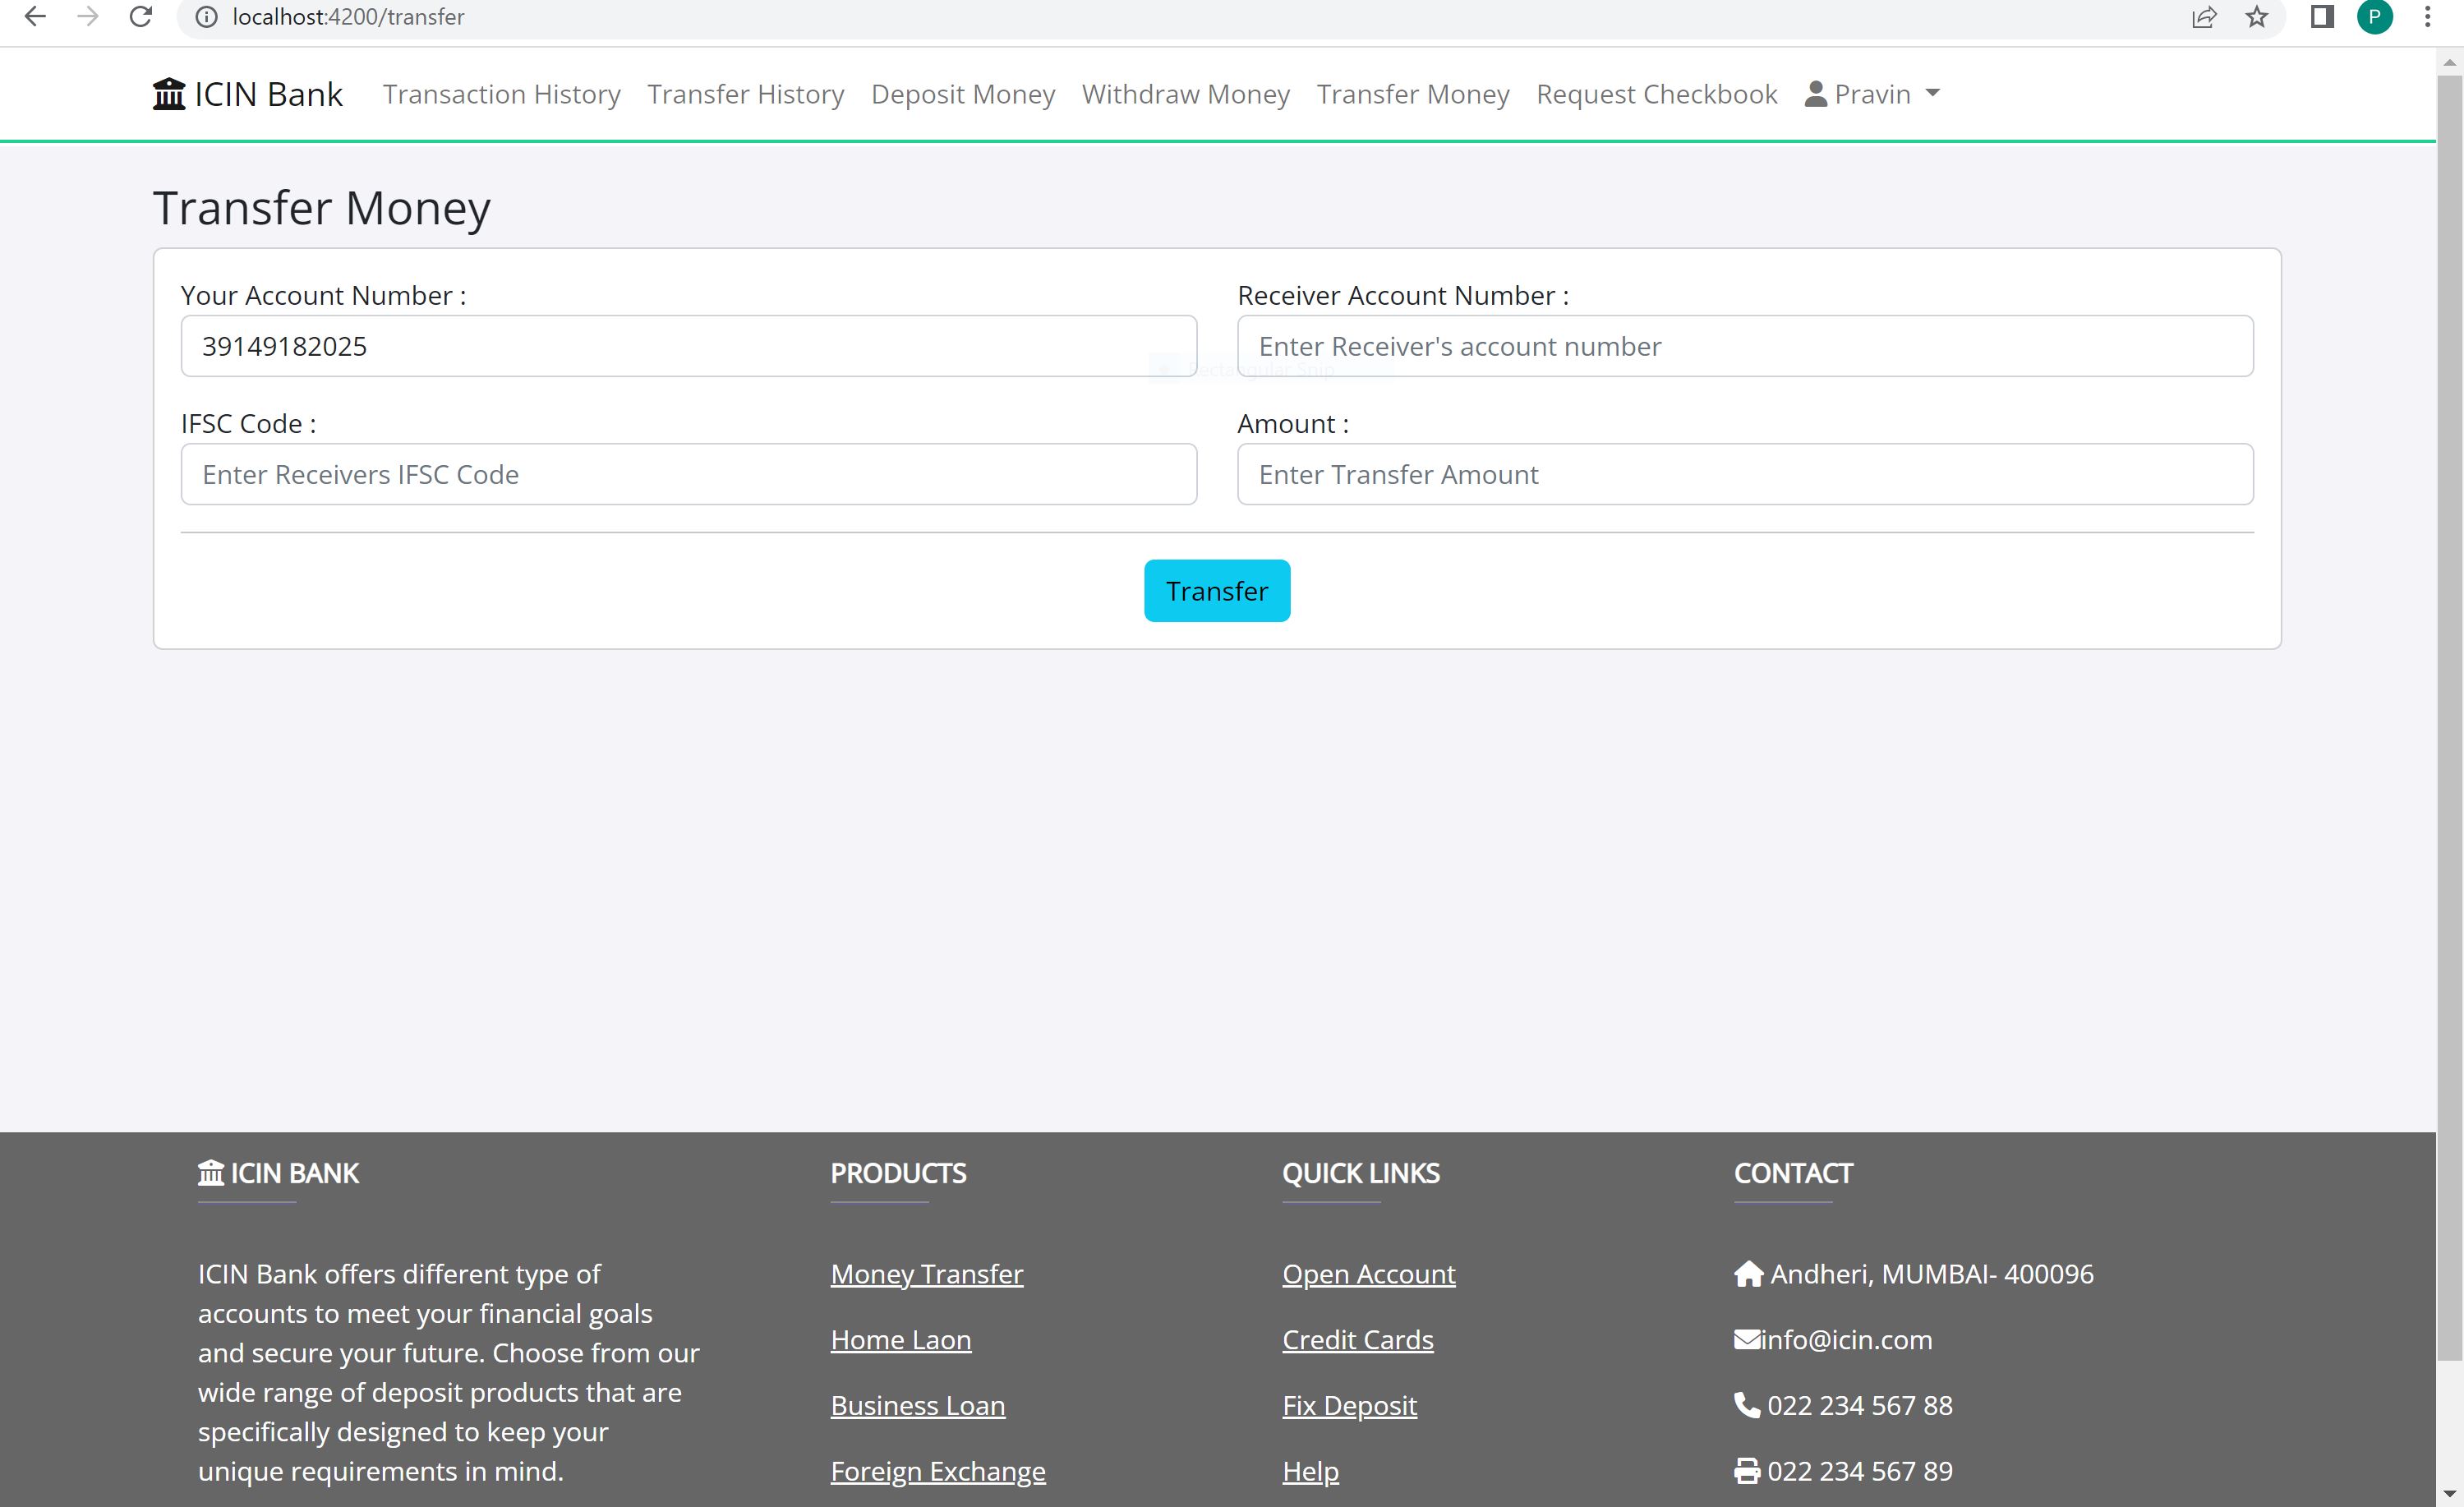 localhost:4200/transfer
P
ICIN Bank Transaction History Transfer History Deposit Money Withdraw Money Transfer Money Request Checkbook Pravin
Transfer Money
Your Account Number :
39149182025
Receiver Account Number :
Enter Receiver's account number
Rectangular Snip
IFSC Code :
Enter Receivers IFSC Code
Amount :
Enter Transfer Amount
Transfer
ICIN BANK
ICIN Bank offers different type of
accounts to meet your financial goals
and secure your future. Choose from our
wide range of deposit products that are
specifically designed to keep your
unique requirements in mind.
PRODUCTS
Money Transfer
Home Laon
Business Loan
Foreign Exchange
QUICK LINKS
Open Account
Credit Cards
Fix Deposit
Help
CONTACT
Andheri, MUMBAI- 400096
info@icin.com
022 234 567 88
022 234 567 89